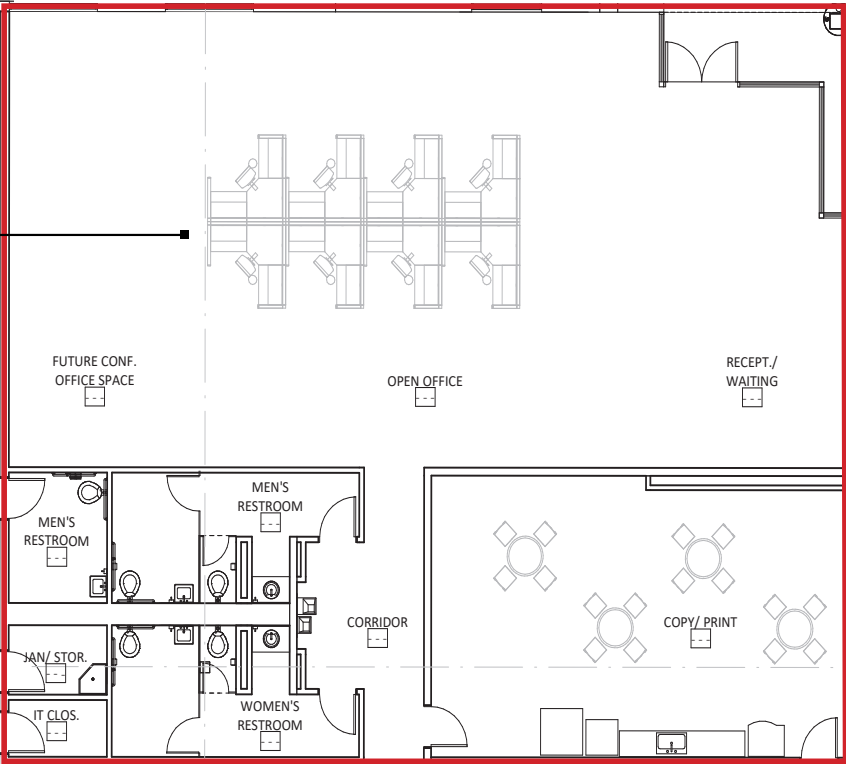 FUTURE CONF.
OFFICE SPACE
OPEN OFFICE
RECEPT./
WAITING
MEN'S
RESTROOM
MEN'S
RESTROOM
CORRIDOR
COPY/ PRINT
JAN/ STOR.
IT CLOS.
WOMEN'S
RESTROOM